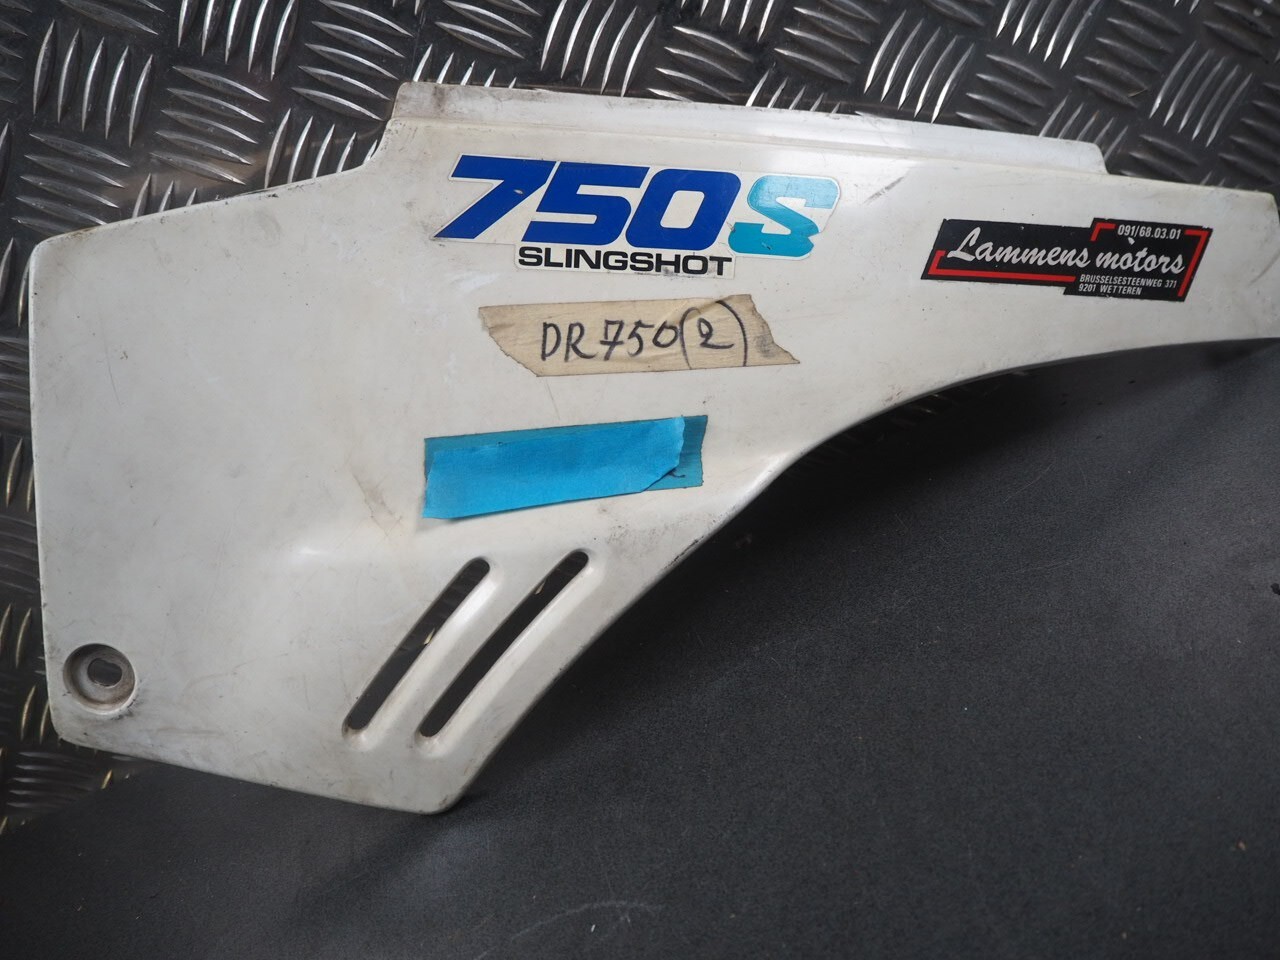 750S
SLINGSHOT
091/68.03.01
Lammens motors
BRUSSELSESTEENWEG 371
9201 WETTEREN
DR750(2)